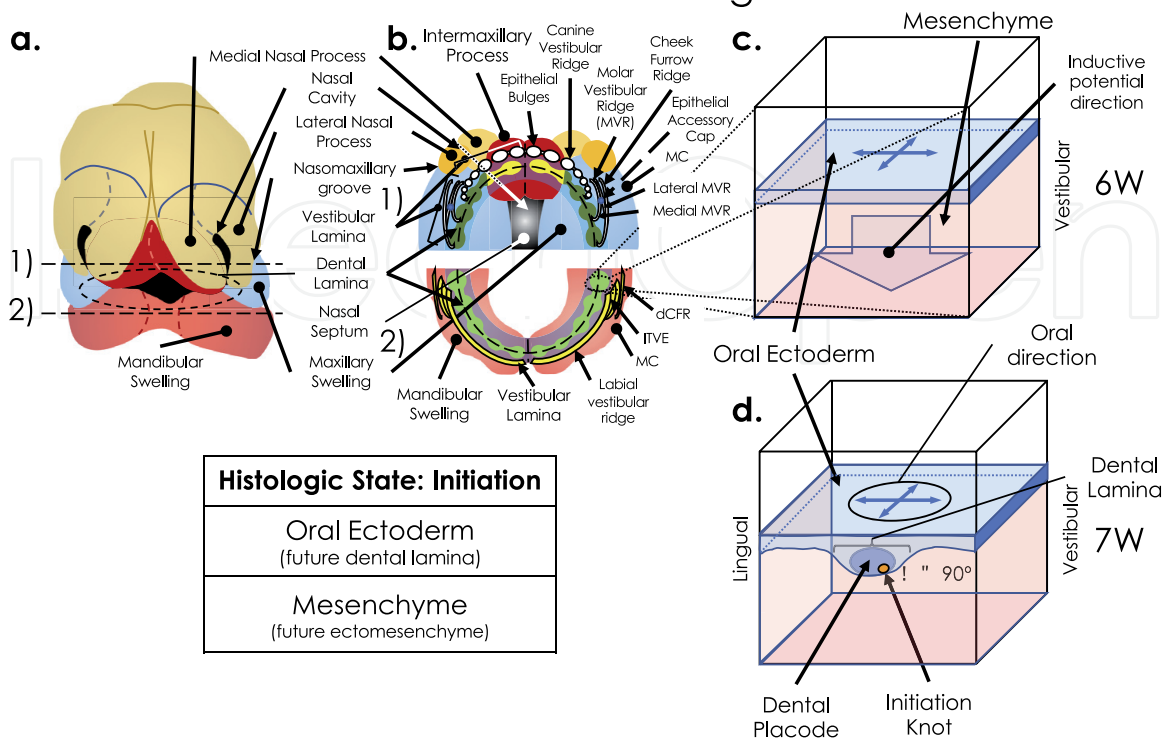 a.
Medial Nasal Process
Nasal
Cavity
Lateral Nasal
Process
Nasomaxillary
groove
Vestibular
Lamina
Dental
Lamina
Nasal
Septum
Maxillary
Swelling
Mandibular
Swelling
1)
2)
b.
Intermaxillary
Process
Canine
Vestibular
Ridge
Epithelial
Bulges
Cheek
Furrow
Ridge
Molar
Vestibular
Ridge
(MVR)
Epithelial
Accessory
Cap
MC
Lateral MVR
Medial MVR
1)
2)
dCFR
ITVE
MC
Mandibular
Swelling
Vestibular
Lamina
Labial
vestibular
ridge
c.
Mesenchyme
Inductive
potential
direction
Vestibular
6W
Oral Ectoderm
Oral
direction
d.
Dental
Lamina
Lingual
Vestibular
7W
! " 90º
Dental
Placode
Initiation
Knot
Histologic State: Initiation
Oral Ectoderm
(future dental lamina)
Mesenchyme
(future ectomesenchyme)